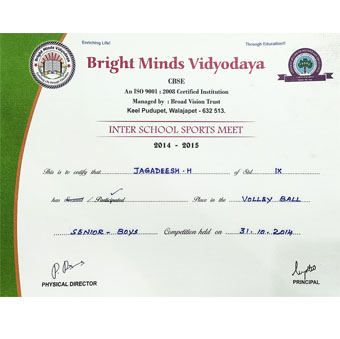 Enriching Life!
Through Education!!
Bright Minds Vidyodaya
CBSE
An ISO 9001 : 2008 Certified Institution
Managed by : Broad Vision Trust
Keel Pudupet, Walajapet - 632 513.
INTER SCHOOL SPORTS MEET
2014 - 2015
This is to certify that JAGADEESH.H of Std. IX
has Secured / Participated Place in the VOLLEY BALL
SENIOR - BOYS Competition held on 31.10.2014
PHYSICAL DIRECTOR
PRINCIPAL